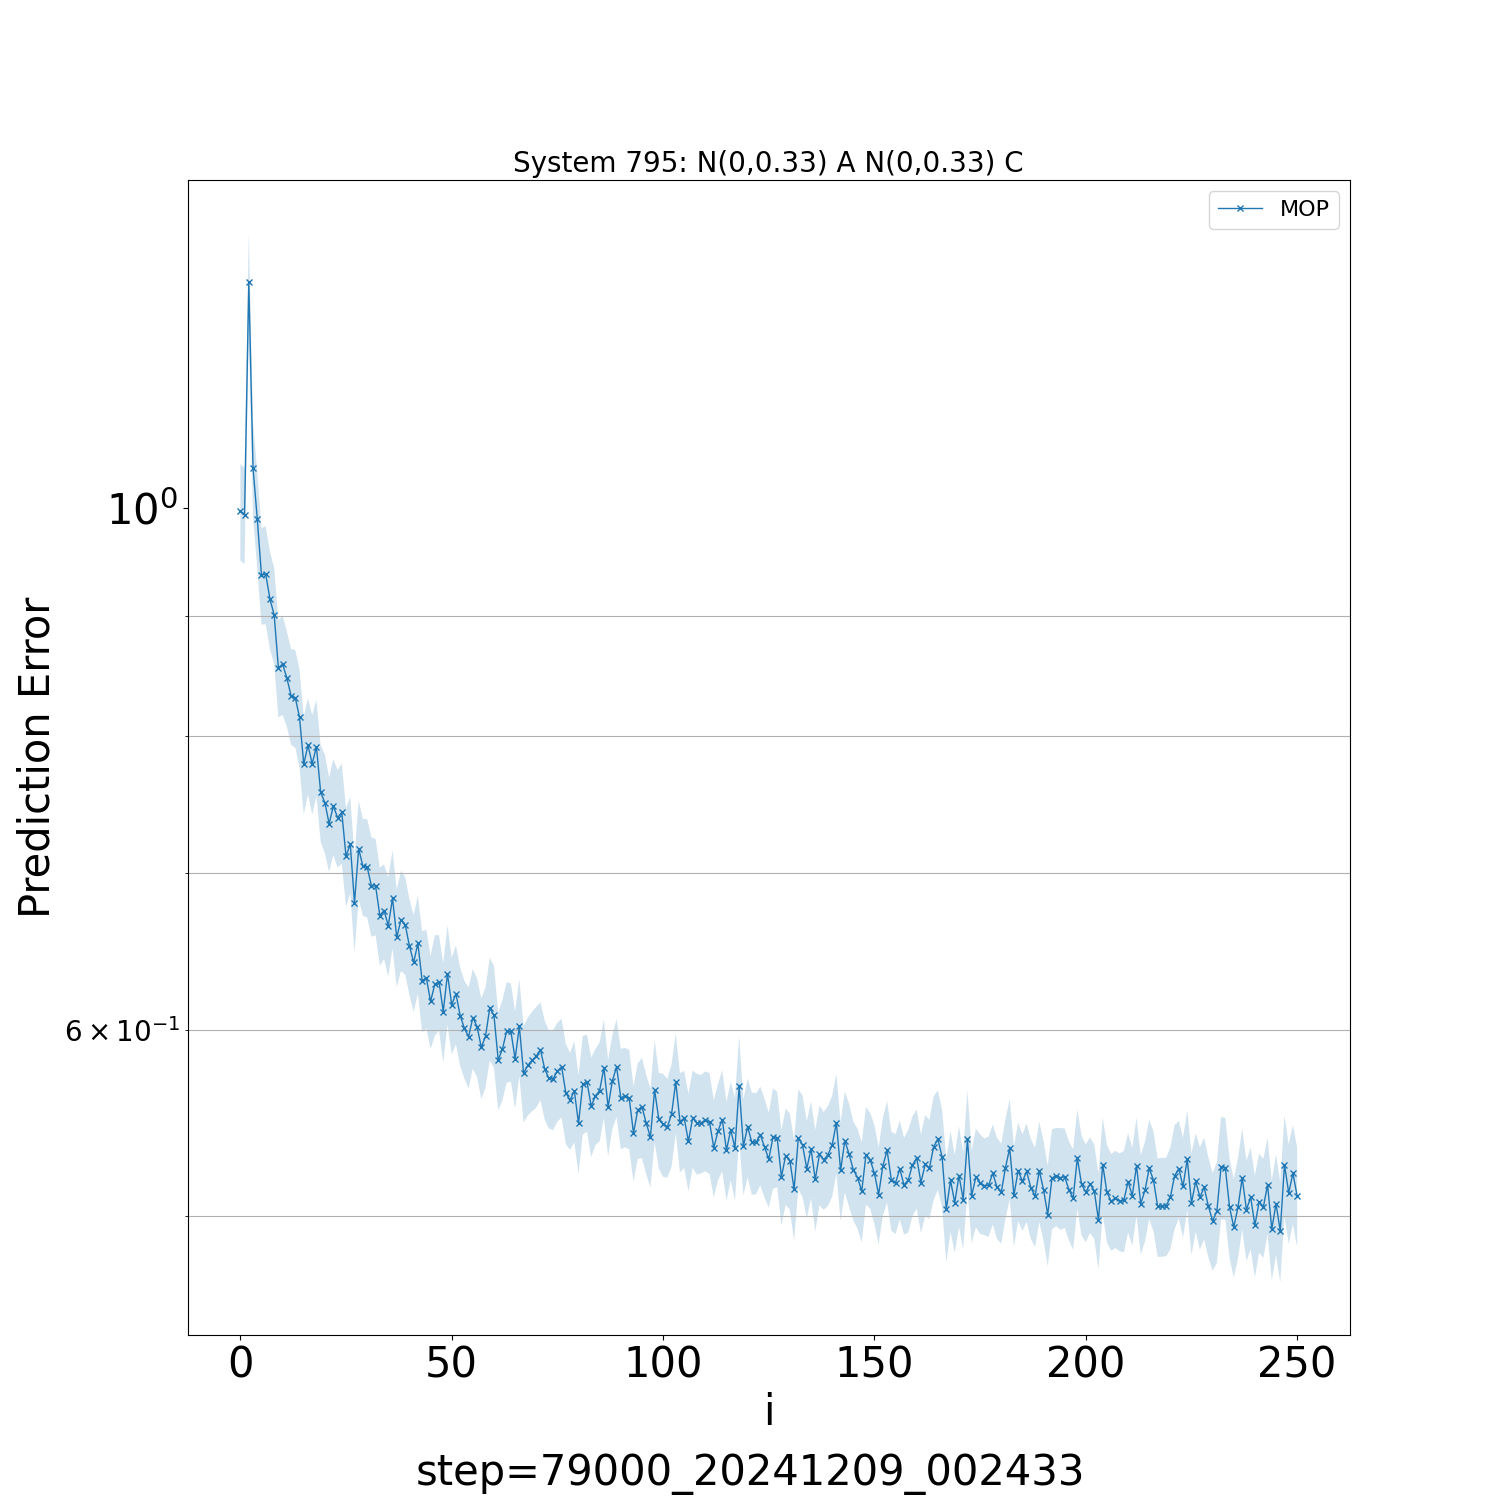 System 795: N(0,0.33) A N(0,0.33) C
MOP
10⁰
6 × 10⁻¹
Prediction Error
0 50 100 150 200 250
i
step=79000_20241209_002433